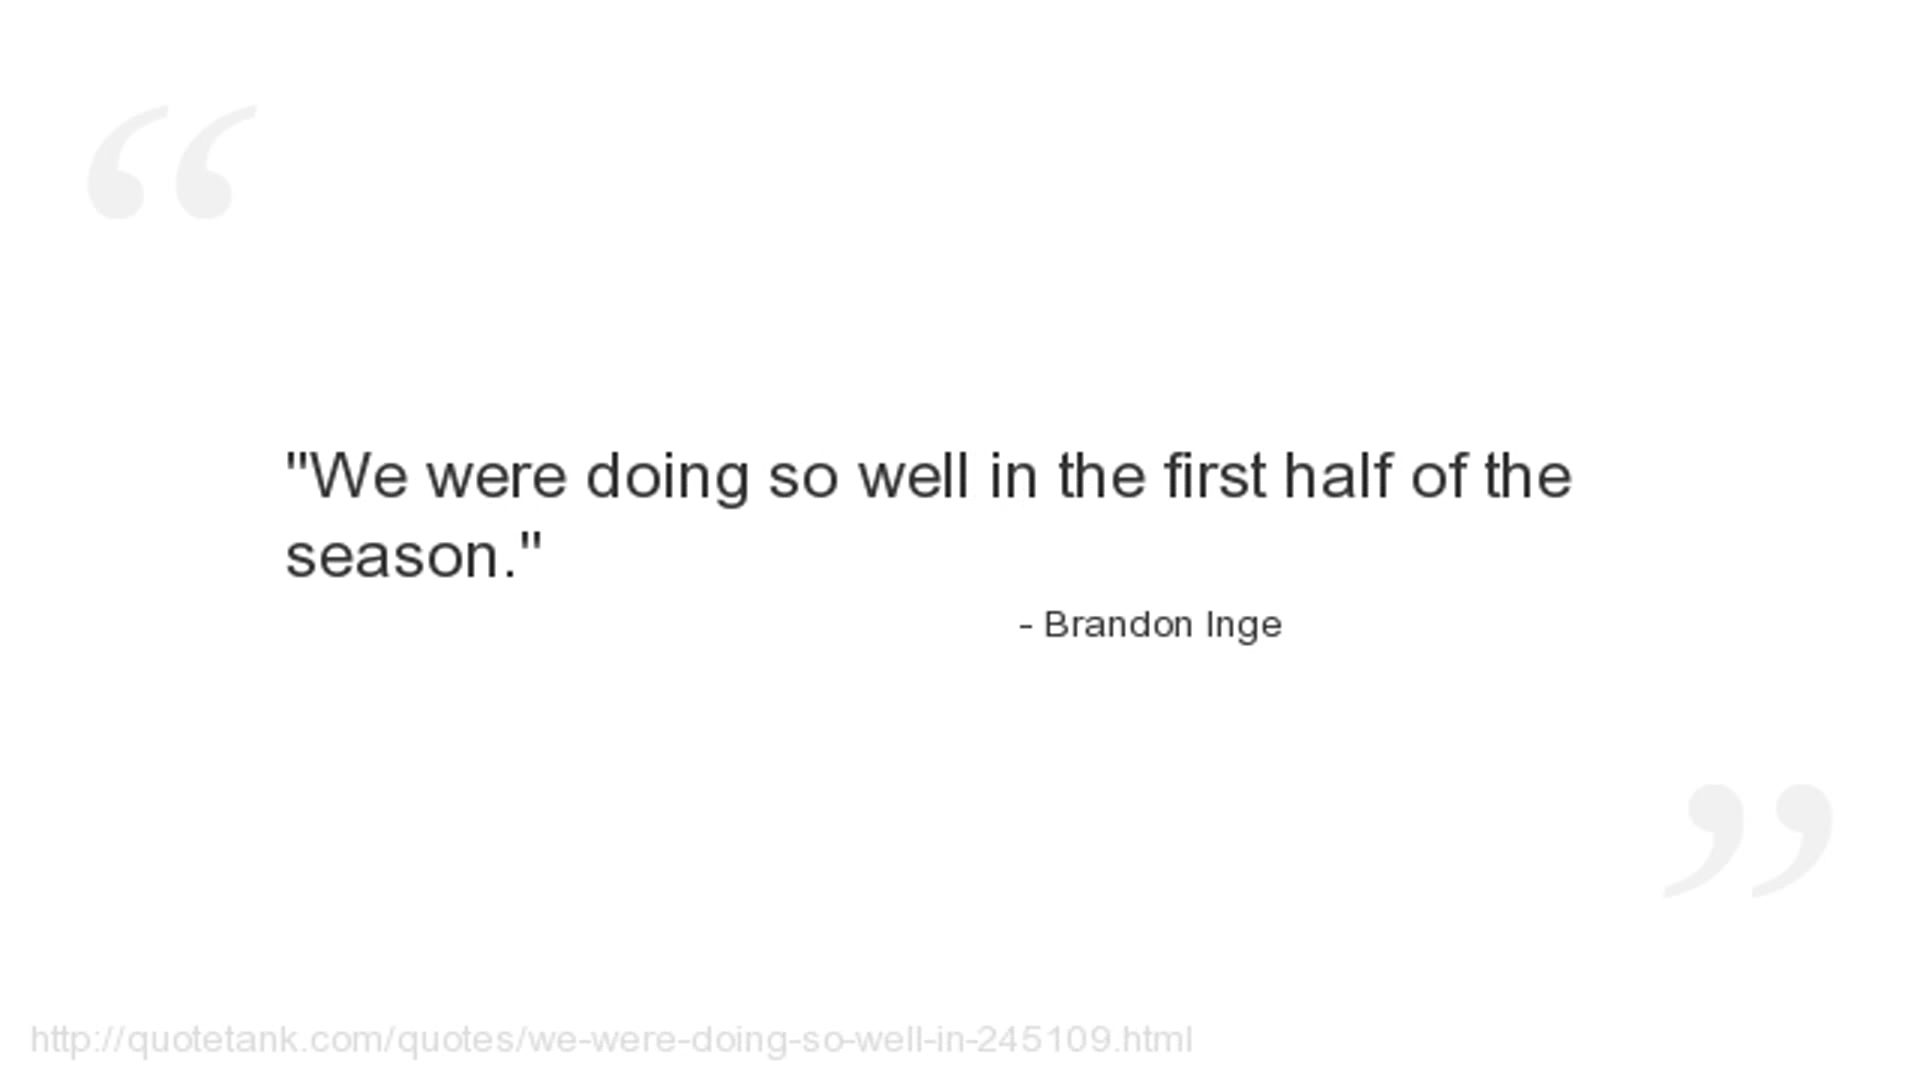 "We were doing so well in the first half of the
season."
- Brandon Inge
http://quotetank.com/quotes/we-were-doing-so-well-in-245109.html